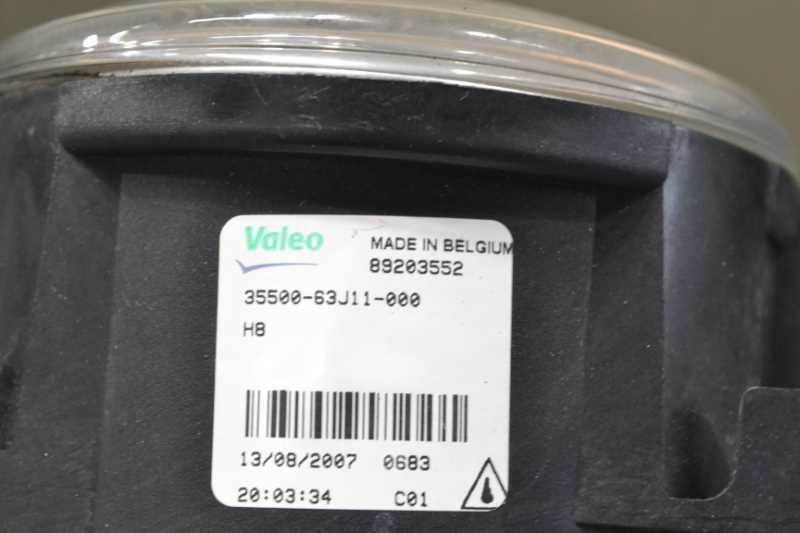 Valeo MADE IN BELGIUM
89203552
35500-63J11-000
H8
13/08/2007 0683
20:03:34 C01